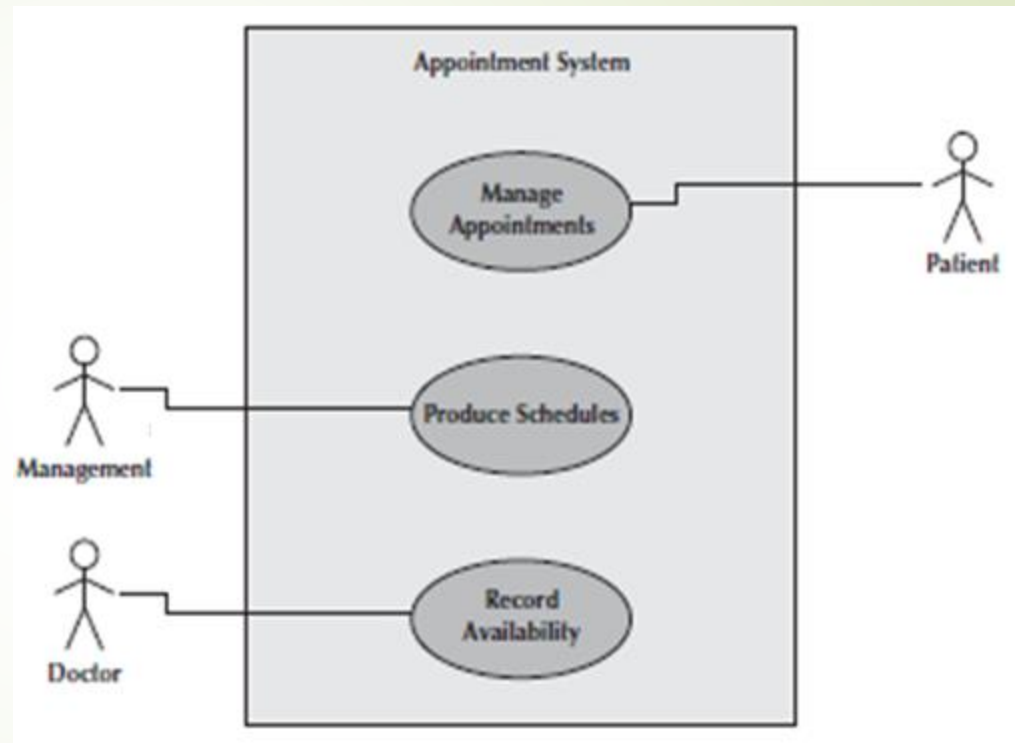 Appointment System
Manage
Appointments
Patient
Produce Schedules
Management
Record
Availability
Doctor